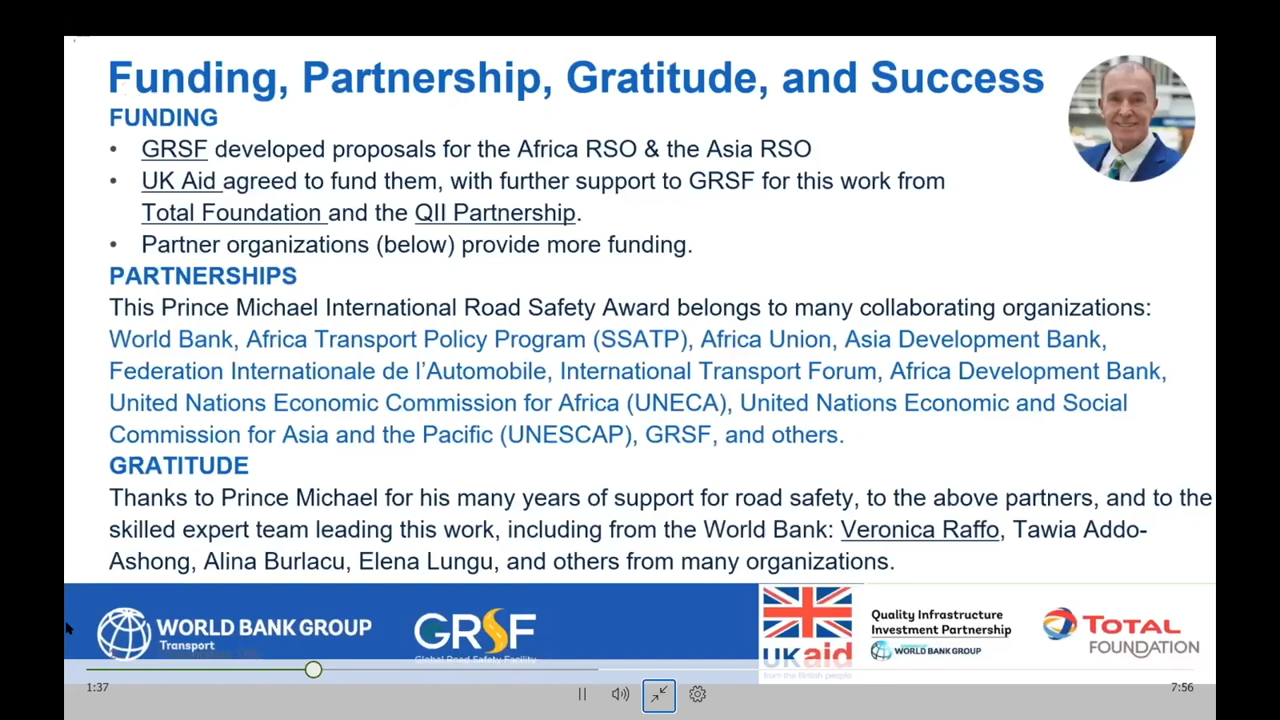 Funding, Partnership, Gratitude, and Success
FUNDING
• GRSF developed proposals for the Africa RSO & the Asia RSO
• UK Aid agreed to fund them, with further support to GRSF for this work from
Total Foundation and the QII Partnership.
• Partner organizations (below) provide more funding.
PARTNERSHIPS
This Prince Michael International Road Safety Award belongs to many collaborating organizations:
World Bank, Africa Transport Policy Program (SSATP), Africa Union, Asia Development Bank,
Federation Internationale de l’Automobile, International Transport Forum, Africa Development Bank,
United Nations Economic Commission for Africa (UNECA), United Nations Economic and Social
Commission for Asia and the Pacific (UNESCAP), GRSF, and others.
GRATITUDE
Thanks to Prince Michael for his many years of support for road safety, to the above partners, and to the
skilled expert team leading this work, including from the World Bank: Veronica Raffo, Tawia Addo-
Ashong, Alina Burlacu, Elena Lungu, and others from many organizations.
WORLD BANK GROUP
Transport
GRSF
Global Road Safety Facility
UKaid
from the British people
Quality Infrastructure
Investment Partnership
WORLD BANK GROUP
TOTAL
FOUNDATION
1:37
7:56